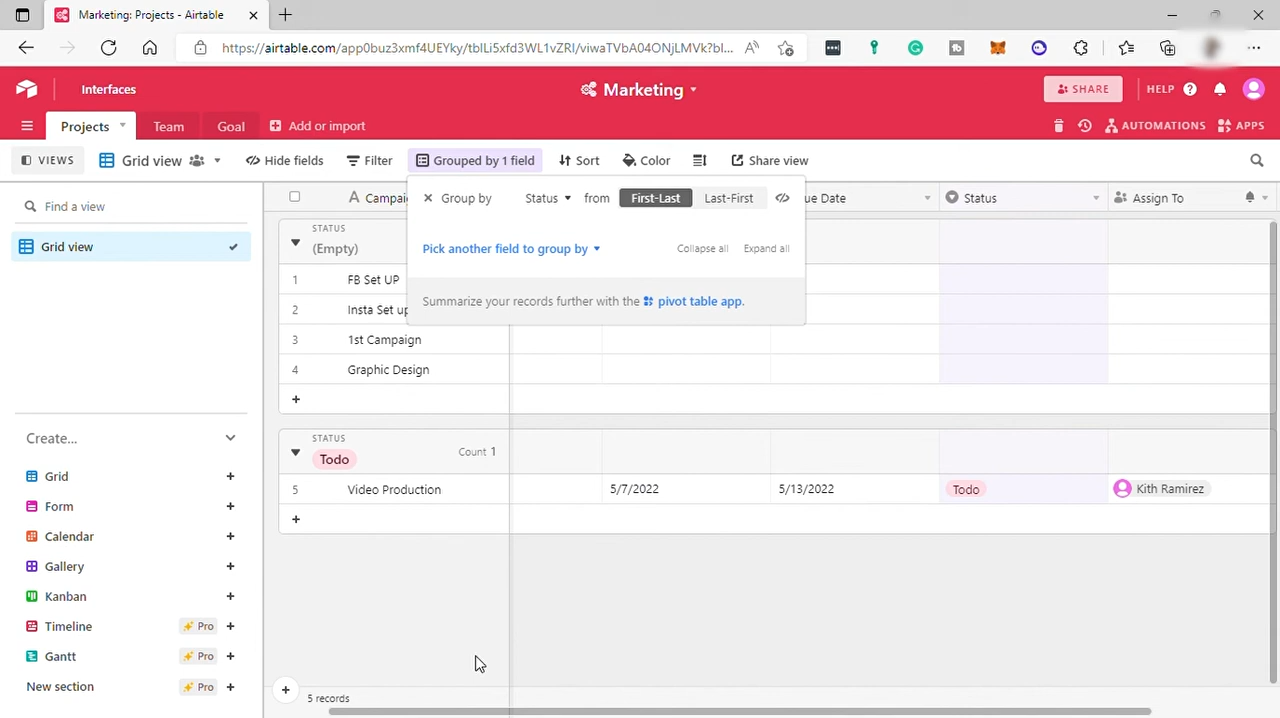 Marketing: Projects - Airtable
https://airtable.com/app0buz3xmf4UEYky/tblLi5xfd3WL1vZRI/viwaTVbA04ONjLMVk?bl...
Interfaces
Marketing
SHARE
HELP
Projects
Team
Goal
Add or import
AUTOMATIONS
APPS
VIEWS
Grid view
Hide fields
Filter
Grouped by 1 field
Sort
Color
Share view
Find a view
Grid view
Campai
ue Date
Status
Assign To
Group by
Status
from
First-Last
Last-First
Pick another field to group by
Collapse all
Expand all
Summarize your records further with the pivot table app.
STATUS
(Empty)
1 FB Set UP
2 Insta Set up
3 1st Campaign
4 Graphic Design
+
STATUS
Todo
Count 1
5 Video Production 5/7/2022 5/13/2022 Todo Kith Ramirez
+
Create...
Grid +
Form +
Calendar +
Gallery +
Kanban +
Timeline Pro +
Gantt Pro +
New section Pro +
+ 5 records